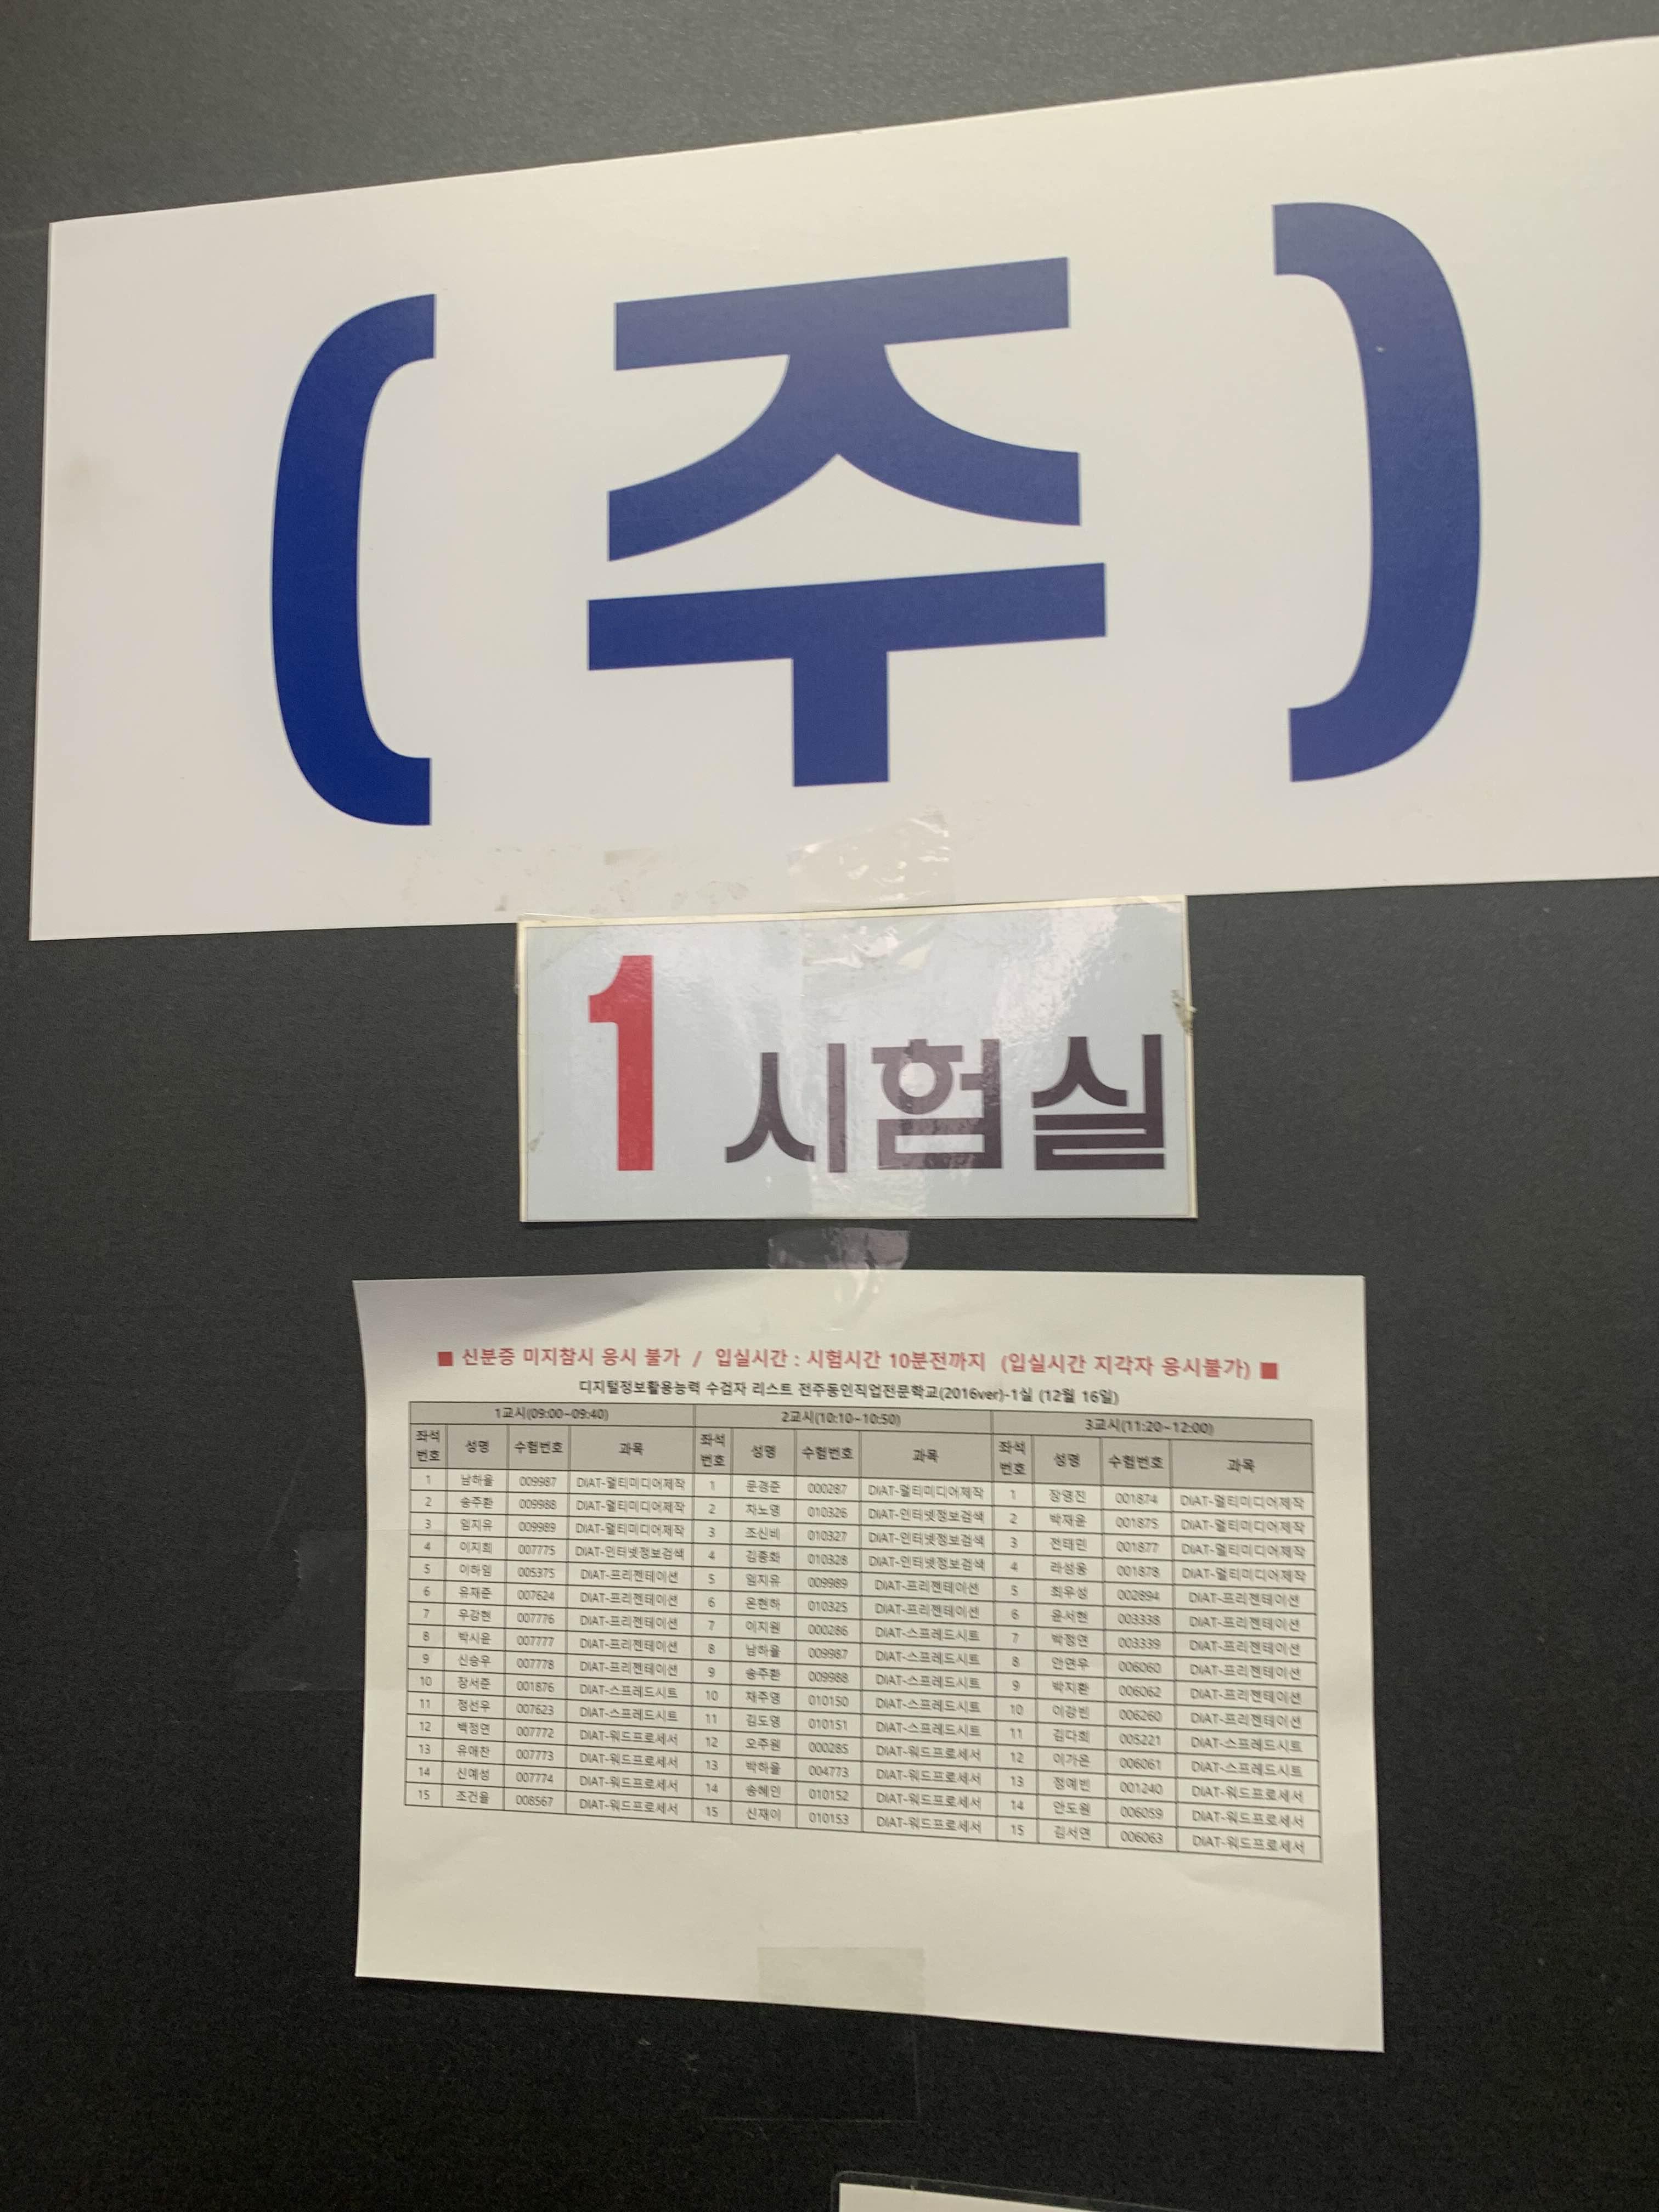 (주)
1 시험실
■ 신분증 미지참시 응시 불가 / 입실시간 : 시험시간 10분전까지 (입실시간 지각자 응시불가) ■
디지털정보활용능력 수검자 리스트 전주동인직업전문학교(2016ver)-1실 (12월 16일)
1교시(09:00~09:40) 2교시(10:10~10:50) 3교시(11:20~12:00)
좌석번호 성명 수험번호 과목 좌석번호 성명 수험번호 과목 좌석번호 성명 수험번호 과목
1 남하율 009987 DIAT-멀티미디어제작 1 문경준 000287 DIAT-멀티미디어제작 1 장영진 001874 DIAT-멀티미디어제작
2 송주환 009988 DIAT-멀티미디어제작 2 차노영 010326 DIAT-인터넷정보검색 2 박재윤 001875 DIAT-멀티미디어제작
3 임지유 009989 DIAT-멀티미디어제작 3 조신비 010327 DIAT-인터넷정보검색 3 전태민 001877 DIAT-멀티미디어제작
4 이지희 007775 DIAT-인터넷정보검색 4 010328 DIAT-인터넷정보검색 4 라성웅 001878 DIAT-멀티미디어제작
5 이하임 005375 DIAT-프리젠테이션 5 임지유 009989 DIAT-프리젠테이션 5 최우성 002894 DIAT-프리젠테이션
6 유재준 007624 DIAT-프리젠테이션 6 온현하 010325 DIAT-프리젠테이션 6 윤서현 003338 DIAT-프리젠테이션
7 우강현 007776 DIAT-프리젠테이션 7 이지원 000286 DIAT-스프레드시트 7 박정연 003339 DIAT-프리젠테이션
8 박시윤 007777 DIAT-프리젠테이션 8 남하율 009987 DIAT-스프레드시트 8 안연우 006060 DIAT-프리젠테이션
9 신승우 007778 DIAT-프리젠테이션 9 송주환 009988 DIAT-스프레드시트 9 박지환 006062 DIAT-프리젠테이션
10 장서준 001876 DIAT-스프레드시트 10 채주영 010150 DIAT-스프레드시트 10 이강빈 006260 DIAT-프리젠테이션
11 정선우 007623 DIAT-스프레드시트 11 김도영 010151 DIAT-스프레드시트 11 김다희 005221 DIAT-스프레드시트
12 백정연 007772 DIAT-워드프로세서 12 오주원 000285 DIAT-워드프로세서 12 이가온 006061 DIAT-스프레드시트
13 유애찬 007773 DIAT-워드프로세서 13 박하율 004773 DIAT-워드프로세서 13 정예빈 001240 DIAT-워드프로세서
14 신예성 007774 DIAT-워드프로세서 14 송혜인 010152 DIAT-워드프로세서 14 안도원 006059 DIAT-워드프로세서
15 조건율 008567 DIAT-워드프로세서 15 신재이 010153 DIAT-워드프로세서 15 김서연 006063 DIAT-워드프로세서